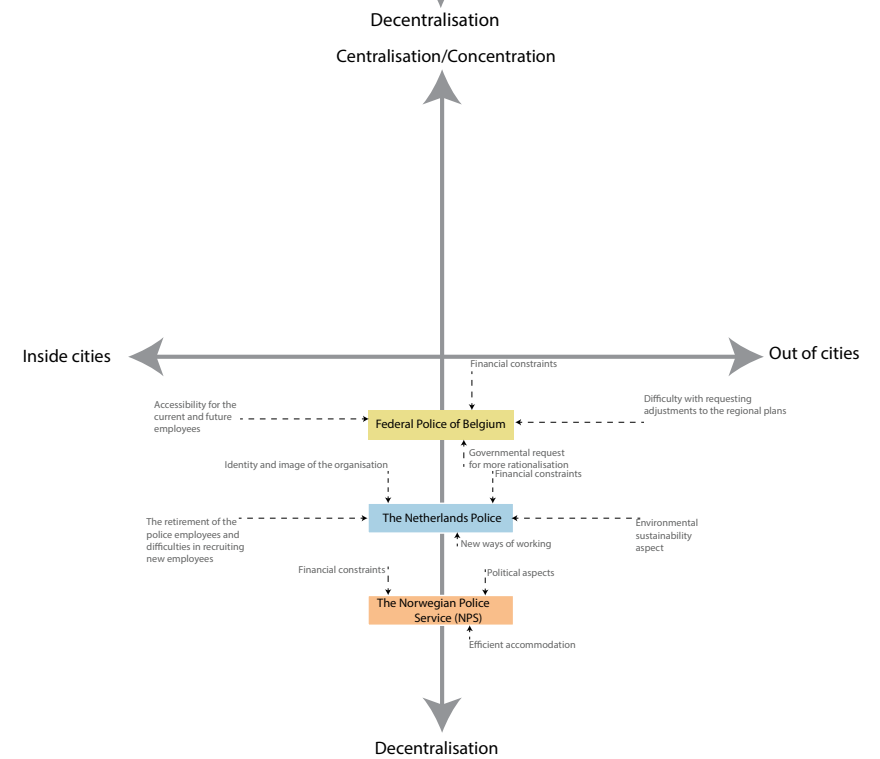 Decentralisation
Centralisation/Concentration
Inside cities
Out of cities
Financial constraints
Accessibility for the
current and future
employees
Difficulty with requesting
adjustments to the regional plans
Federal Police of Belgium
Governmental request
for more rationalisation
Identity and image of the organisation
Financial constraints
The Netherlands Police
The retirement of the
police employees and
difficulties in recruiting
new employees
Environmental
sustainability
aspect
New ways of working
Financial constraints
Political aspects
The Norwegian Police
Service (NPS)
Efficient accommodation
Decentralisation